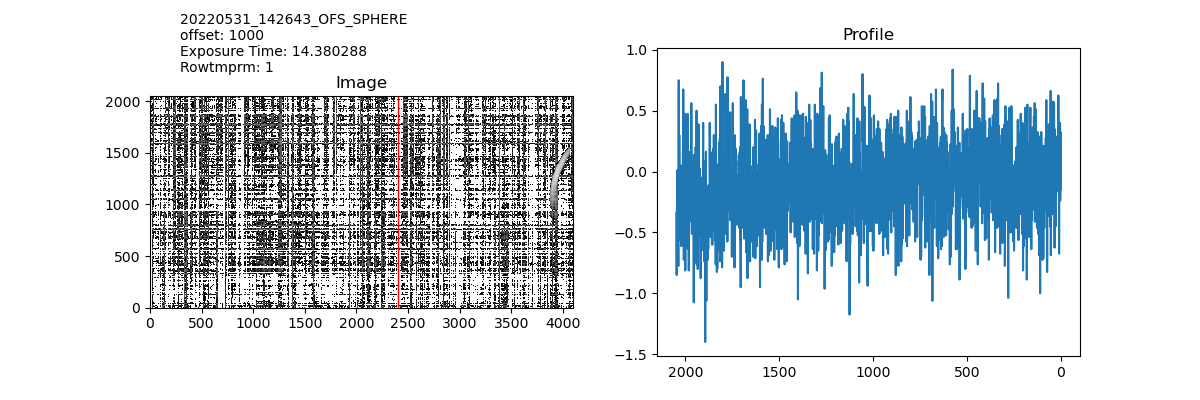 20220531_142643_OFS_SPHERE
offset: 1000
Exposure Time: 14.380288
Rowtmprm: 1
Image
2000
1500
1000
500
0
0 500 1000 1500 2000 2500 3000 3500 4000
Profile
1.0
0.5
0.0
−0.5
−1.0
−1.5
2000 1500 1000 500 0